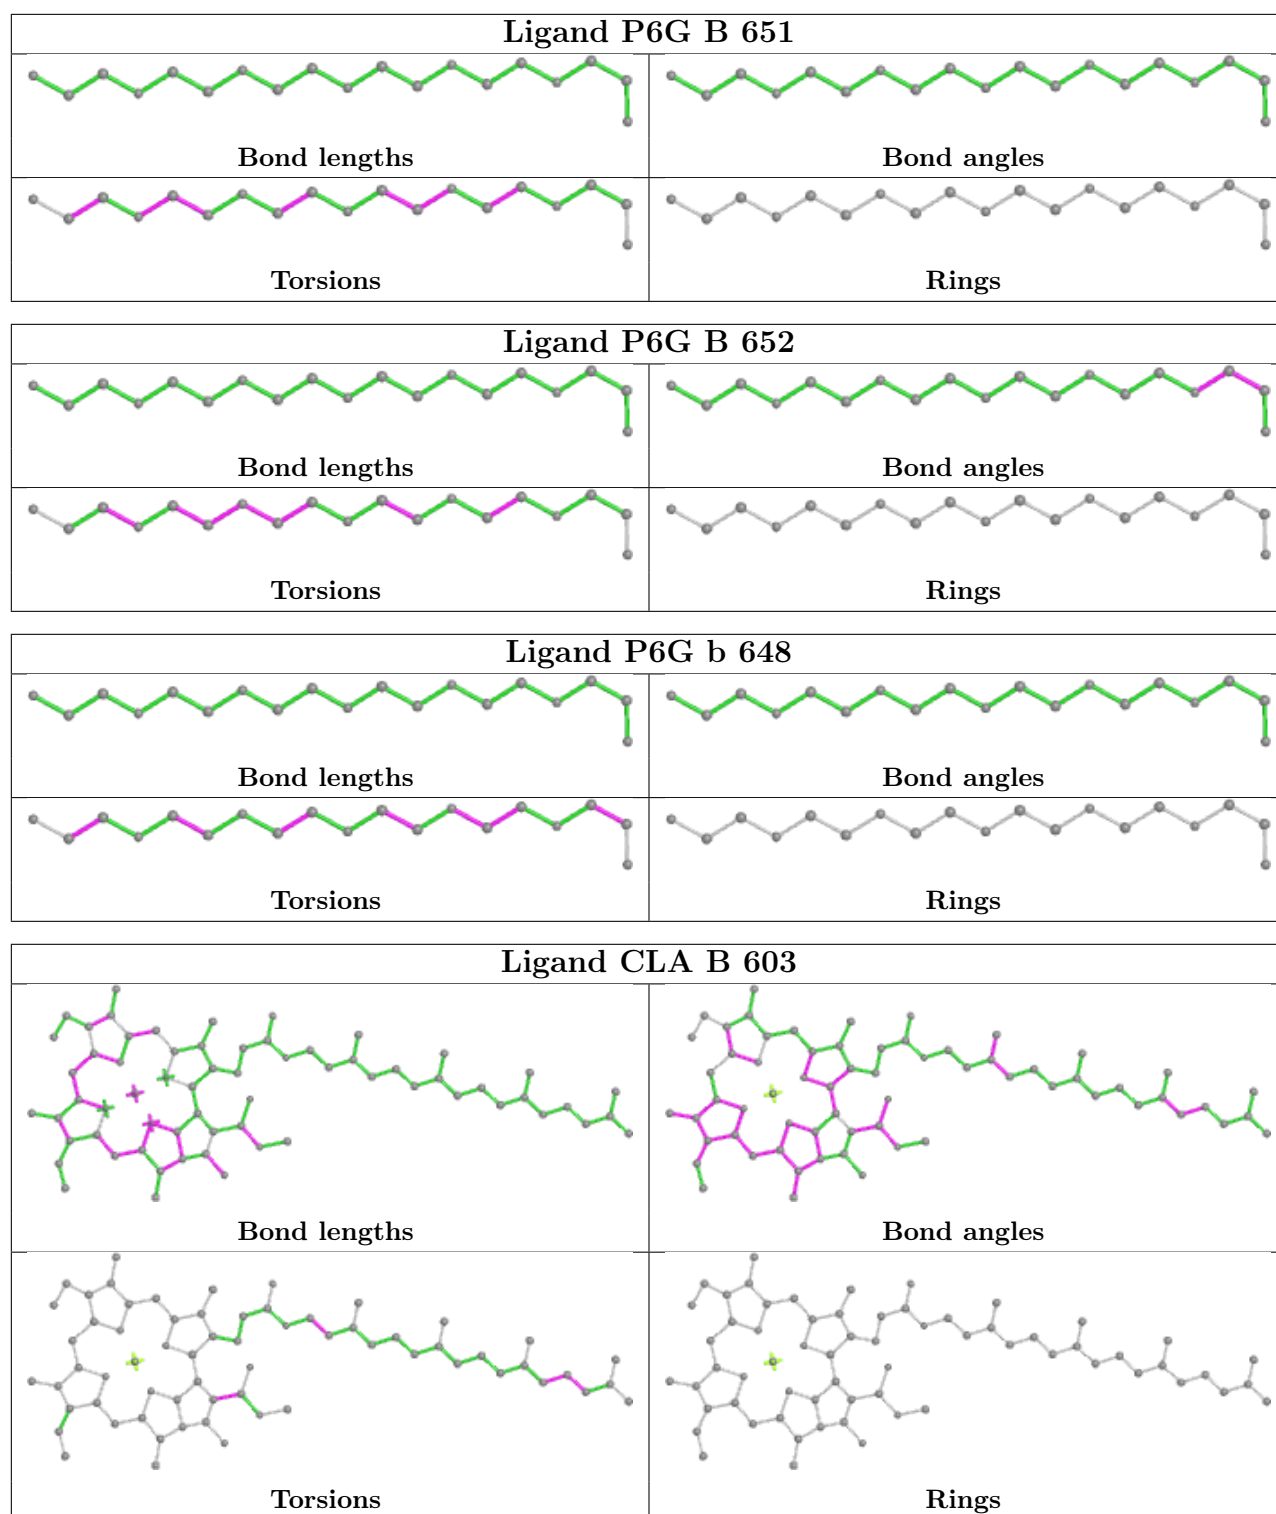 Ligand P6G B 651
Bond lengths
Bond angles
Torsions
Rings
Ligand P6G B 652
Bond lengths
Bond angles
Torsions
Rings
Ligand P6G b 648
Bond lengths
Bond angles
Torsions
Rings
Ligand CLA B 603
Bond lengths
Bond angles
Torsions
Rings